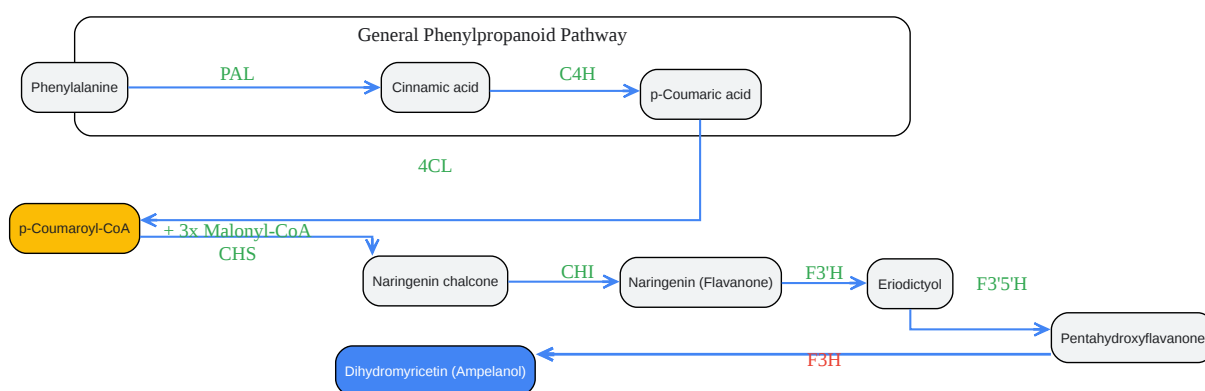 General Phenylpropanoid Pathway
Phenylalanine
PAL
Cinnamic acid
C4H
p-Coumaric acid
4CL
p-Coumaroyl-CoA
+ 3x Malonyl-CoA
CHS
Naringenin chalcone
CHI
Naringenin (Flavanone)
F3'H
Eriodictyol
F3'5'H
Pentahydroxyflavanone
F3H
Dihydromyricetin (Ampelanol)